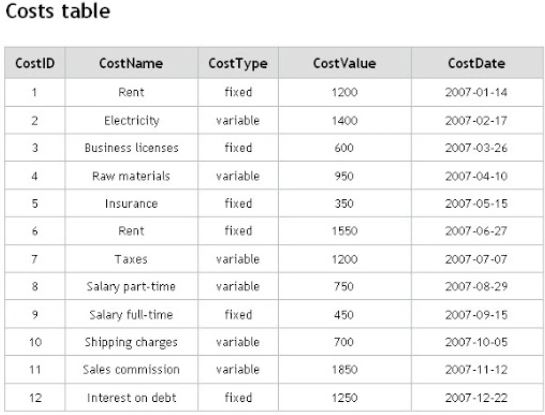 Costs table
CostID CostName CostType CostValue CostDate
1 Rent fixed 1200 2007-01-14
2 Electricity variable 1400 2007-02-17
3 Business licenses fixed 600 2007-03-26
4 Raw materials variable 950 2007-04-10
5 Insurance fixed 350 2007-05-15
6 Rent fixed 1550 2007-06-27
7 Taxes variable 1200 2007-07-07
8 Salary part-time variable 750 2007-08-29
9 Salary full-time fixed 450 2007-09-15
10 Shipping charges variable 700 2007-10-05
11 Sales commission variable 1850 2007-11-12
12 Interest on debt fixed 1250 2007-12-22